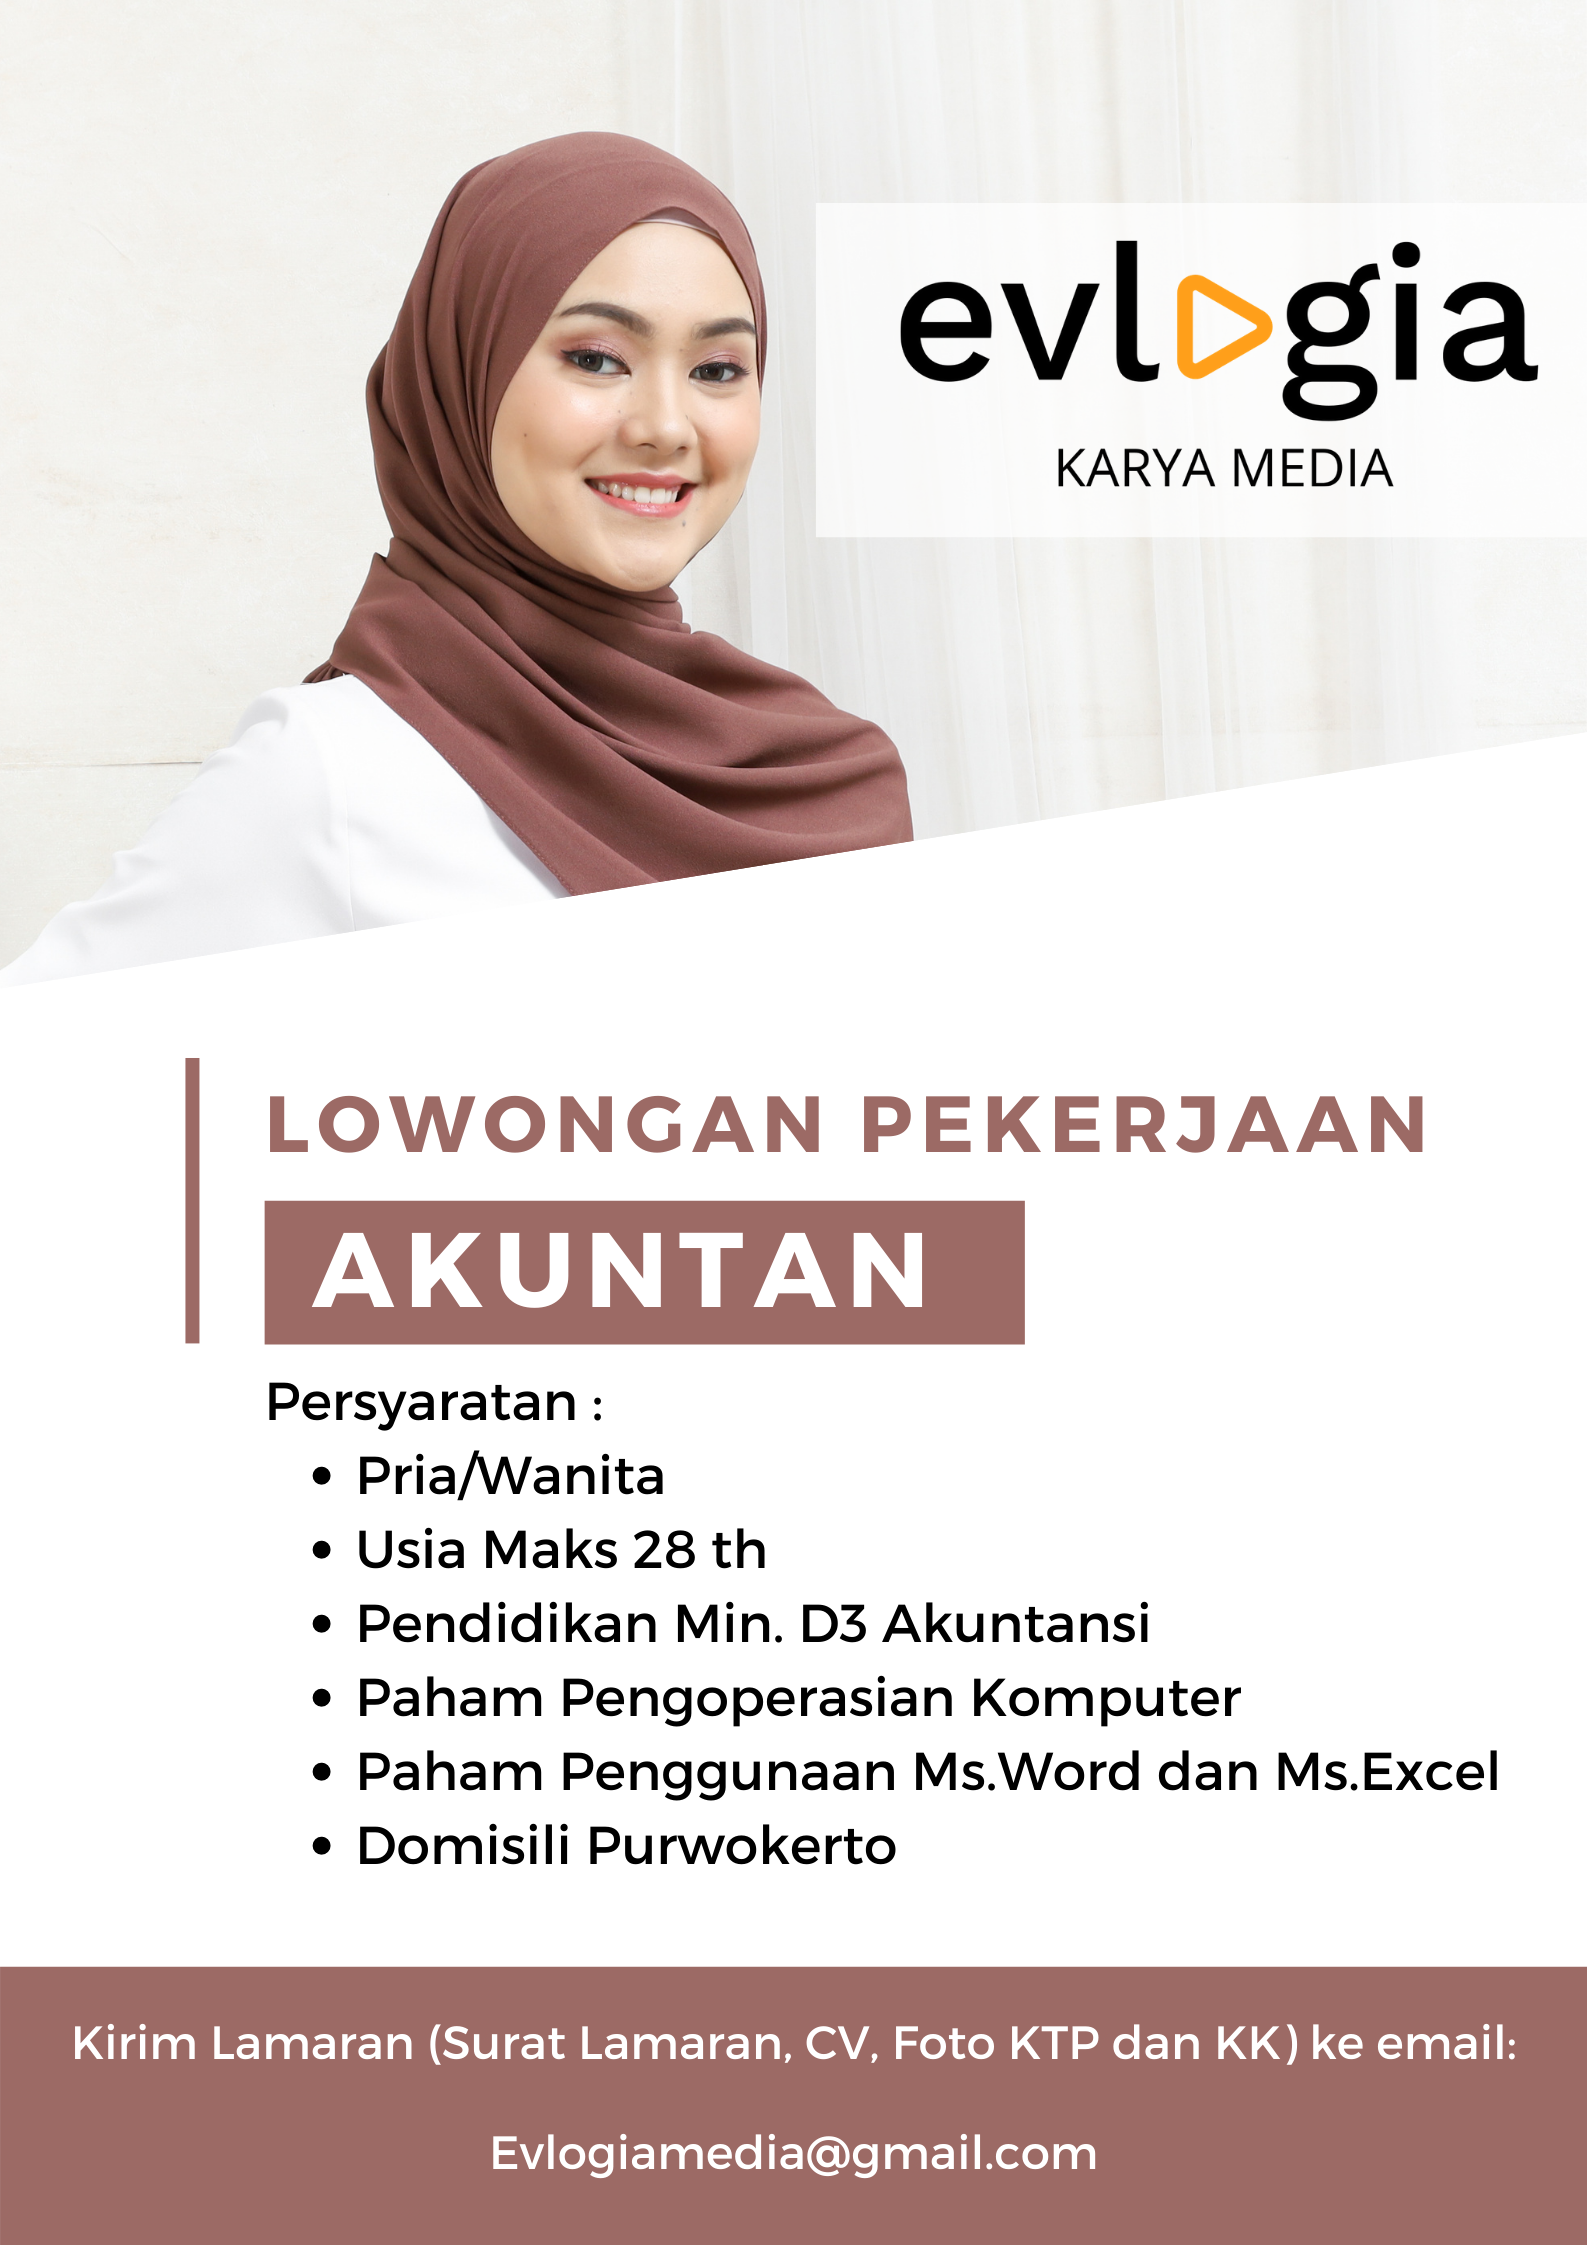 evlogia
KARYA MEDIA
LOWONGAN PEKERJAAN
AKUNTAN
Persyaratan :
• Pria/Wanita
• Usia Maks 28 th
• Pendidikan Min. D3 Akuntansi
• Paham Pengoperasian Komputer
• Paham Penggunaan Ms.Word dan Ms.Excel
• Domisili Purwokerto
Kirim Lamaran (Surat Lamaran, CV, Foto KTP dan KK) ke email:
Evlogiamedia@gmail.com